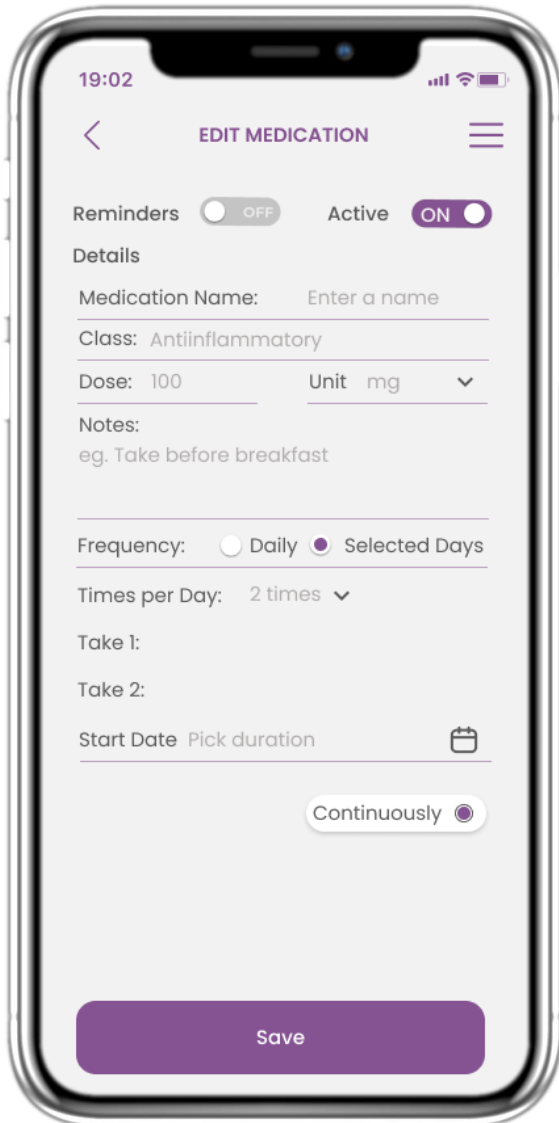 19:02
EDIT MEDICATION
Reminders OFF Active ON
Details
Medication Name: Enter a name
Class: Antiinflammatory
Dose: 100 Unit mg
Notes:
eg. Take before breakfast
Frequency: Daily Selected Days
Times per Day: 2 times
Take 1:
Take 2:
Start Date Pick duration
Continuously
Save